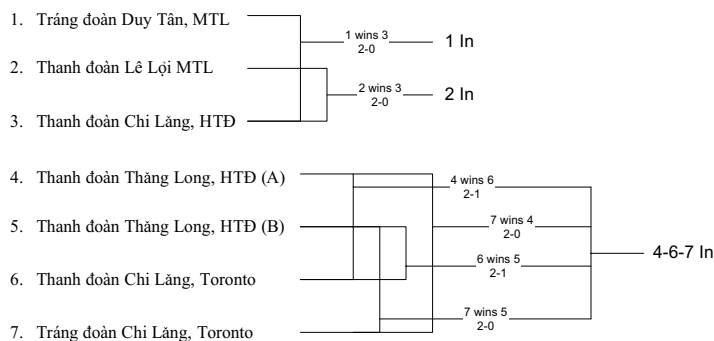 1. Tráng đoàn Duy Tân, MTL
1 wins 3
2-0
1 In
2. Thanh đoàn Lê Lợi MTL
2 wins 3
2-0
2 In
3. Thanh đoàn Chi Lăng, HTĐ
4. Thanh đoàn Thăng Long, HTĐ (A)
4 wins 6
2-1
5. Thanh đoàn Thăng Long, HTĐ (B)
7 wins 4
2-0
4-6-7 In
6 wins 5
2-1
6. Thanh đoàn Chi Lăng, Toronto
7 wins 5
2-0
7. Tráng đoàn Chi Lăng, Toronto